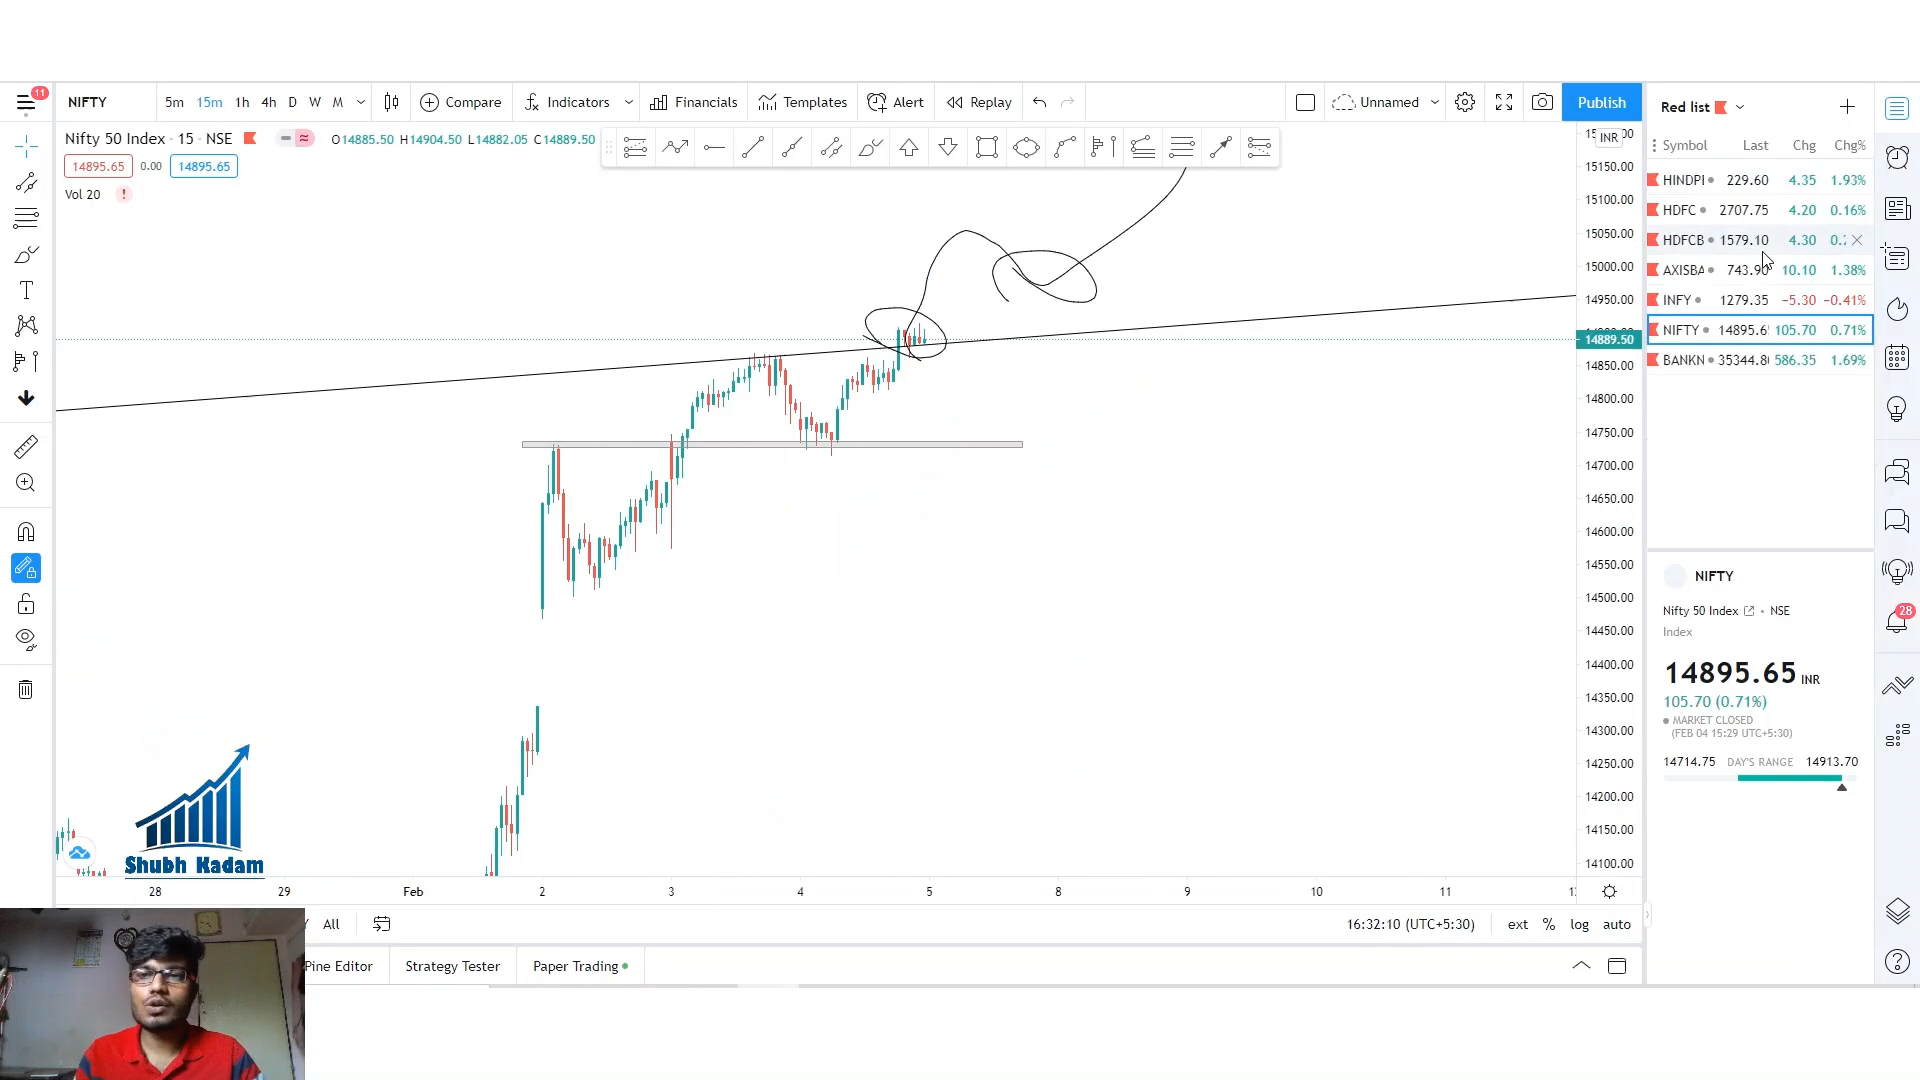 11
NIFTY
5m 15m 1h 4h D W M
Compare
Indicators
Financials
Templates
Alert
Replay
Unnamed
Publish
Red list
Nifty 50 Index · 15 · NSE
O14885.50 H14904.50 L14882.05 C14889.50
14895.65 0.00 14895.65
Vol 20
INR
15150.00
15100.00
15050.00
15000.00
14950.00
14889.50
14850.00
14800.00
14750.00
14700.00
14650.00
14600.00
14550.00
14500.00
14450.00
14400.00
14350.00
14300.00
14250.00
14200.00
14150.00
14100.00
Symbol Last Chg Chg%
HINDPI 229.60 4.35 1.93%
HDFC 2707.75 4.20 0.16%
HDFCB 1579.10 4.30
AXISBA 743.90 10.10 1.38%
INFY 1279.35 −5.30 −0.41%
NIFTY 14895.6 105.70 0.71%
BANKN 35344.8 586.35 1.69%
NIFTY
Nifty 50 Index · NSE
Index
14895.65 INR
105.70 (0.71%)
MARKET CLOSED
(FEB 04 15:29 UTC+5:30)
14714.75 DAY'S RANGE 14913.70
28
Shubh Kadam
28 29 Feb 2 3 4 5 8 9 10 11
All
16:32:10 (UTC+5:30) ext % log auto
Pine Editor Strategy Tester Paper Trading